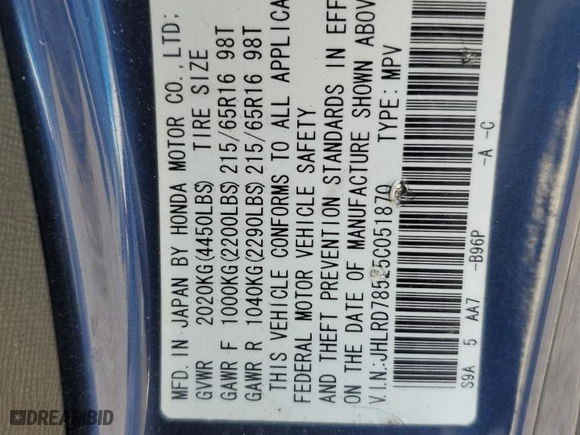 MFD. IN JAPAN BY HONDA MOTOR CO., LTD:
GVWR 2020KG(4450LBS) TIRE SIZE
GAWR F 1000KG(2200LBS) 215/65R16 98T
GAWR R 1040KG(2290LBS) 215/65R16 98T
THIS VEHICLE CONFORMS TO ALL
FEDERAL MOTOR VEHICLE SAFETY
AND THEFT PREVENTION STANDARDS IN
ON THE DATE OF MANUFACTURE SHOWN ABOV
V.I.N.:JHLRD78525C051870 TYPE: MPV
-A -C
S9A 5 AA7 -B96P
DREAMBID